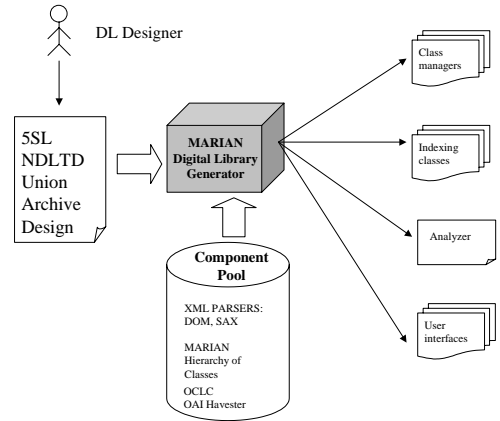 DL Designer
5SL
NDLTD
Union
Archive
Design
MARIAN
Digital Library
Generator
Component
Pool
XML PARSERS:
DOM, SAX
MARIAN
Hierarchy of
Classes
OCLC
OAI Havester
Class
managers
Indexing
classes
Analyzer
User
interfaces